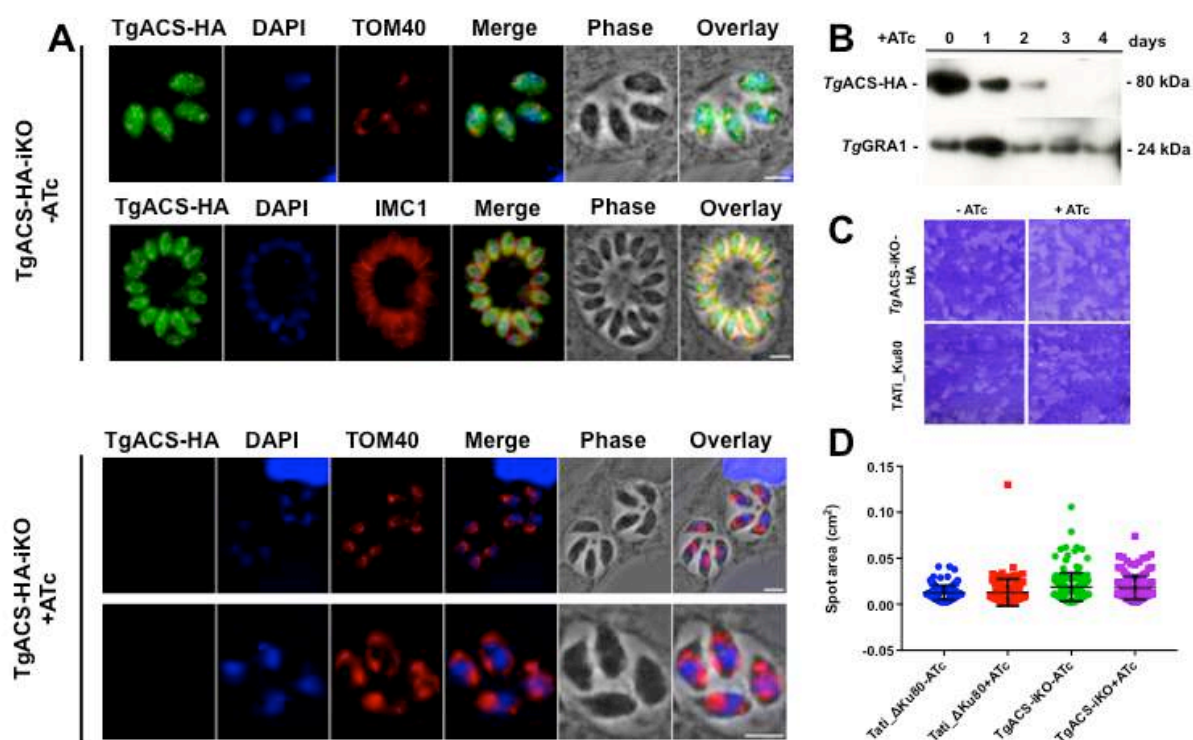 A
TgACS-HA DAPI TOM40 Merge Phase Overlay
TgACS-HA-iKO
-ATc
TgACS-HA DAPI IMC1 Merge Phase Overlay
TgACS-HA DAPI TOM40 Merge Phase Overlay
TgACS-HA-iKO
+ATc
B
+ATc 0 1 2 3 4 days
TgACS-HA - - 80 kDa
TgGRA1 - - 24 kDa
C
- ATc + ATc
TgACS-iKO-
HA
TATi_Ku80
D
Spot area (cm²)
0.15
0.10
0.05
0.00
-0.05
Tati_ΔKu80-ATc
Tati_ΔKu80+ATc
TgACS-iKO-ATc
TgACS-iKO+ATc